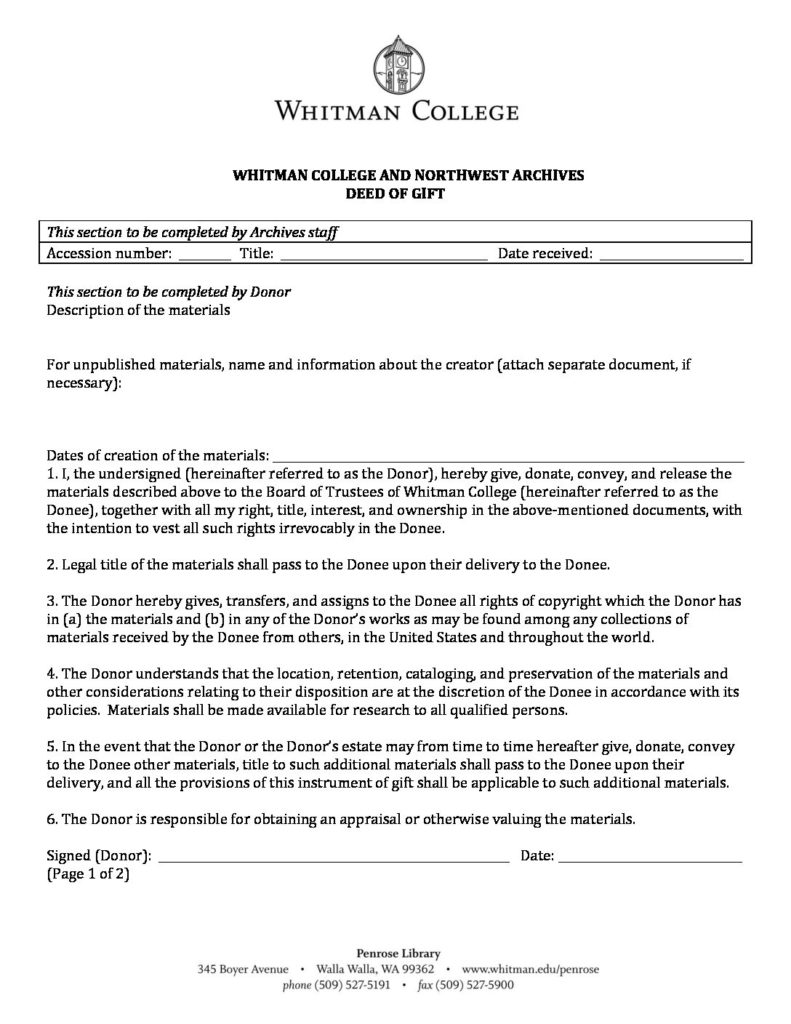 WHITMAN COLLEGE
WHITMAN COLLEGE AND NORTHWEST ARCHIVES
DEED OF GIFT
This section to be completed by Archives staff
Accession number: _______ Title: ____________________________ Date received: ____________________
This section to be completed by Donor
Description of the materials
For unpublished materials, name and information about the creator (attach separate document, if
necessary):
Dates of creation of the materials: ________________________________________________________________
1. I, the undersigned (hereinafter referred to as the Donor), hereby give, donate, convey, and release the
materials described above to the Board of Trustees of Whitman College (hereinafter referred to as the
Donee), together with all my right, title, interest, and ownership in the above-mentioned documents, with
the intention to vest all such rights irrevocably in the Donee.
2. Legal title of the materials shall pass to the Donee upon their delivery to the Donee.
3. The Donor hereby gives, transfers, and assigns to the Donee all rights of copyright which the Donor has
in (a) the materials and (b) in any of the Donor's works as may be found among any collections of
materials received by the Donee from others, in the United States and throughout the world.
4. The Donor understands that the location, retention, cataloging, and preservation of the materials and
other considerations relating to their disposition are at the discretion of the Donee in accordance with its
policies. Materials shall be made available for research to all qualified persons.
5. In the event that the Donor or the Donor's estate may from time to time hereafter give, donate, convey
to the Donee other materials, title to such additional materials shall pass to the Donee upon their
delivery, and all the provisions of this instrument of gift shall be applicable to such additional materials.
6. The Donor is responsible for obtaining an appraisal or otherwise valuing the materials.
Signed (Donor): ________________________________________________ Date: _________________________
(Page 1 of 2)
Penrose Library
345 Boyer Avenue • Walla Walla, WA 99362 • www.whitman.edu/penrose
phone (509) 527-5191 • fax (509) 527-5900